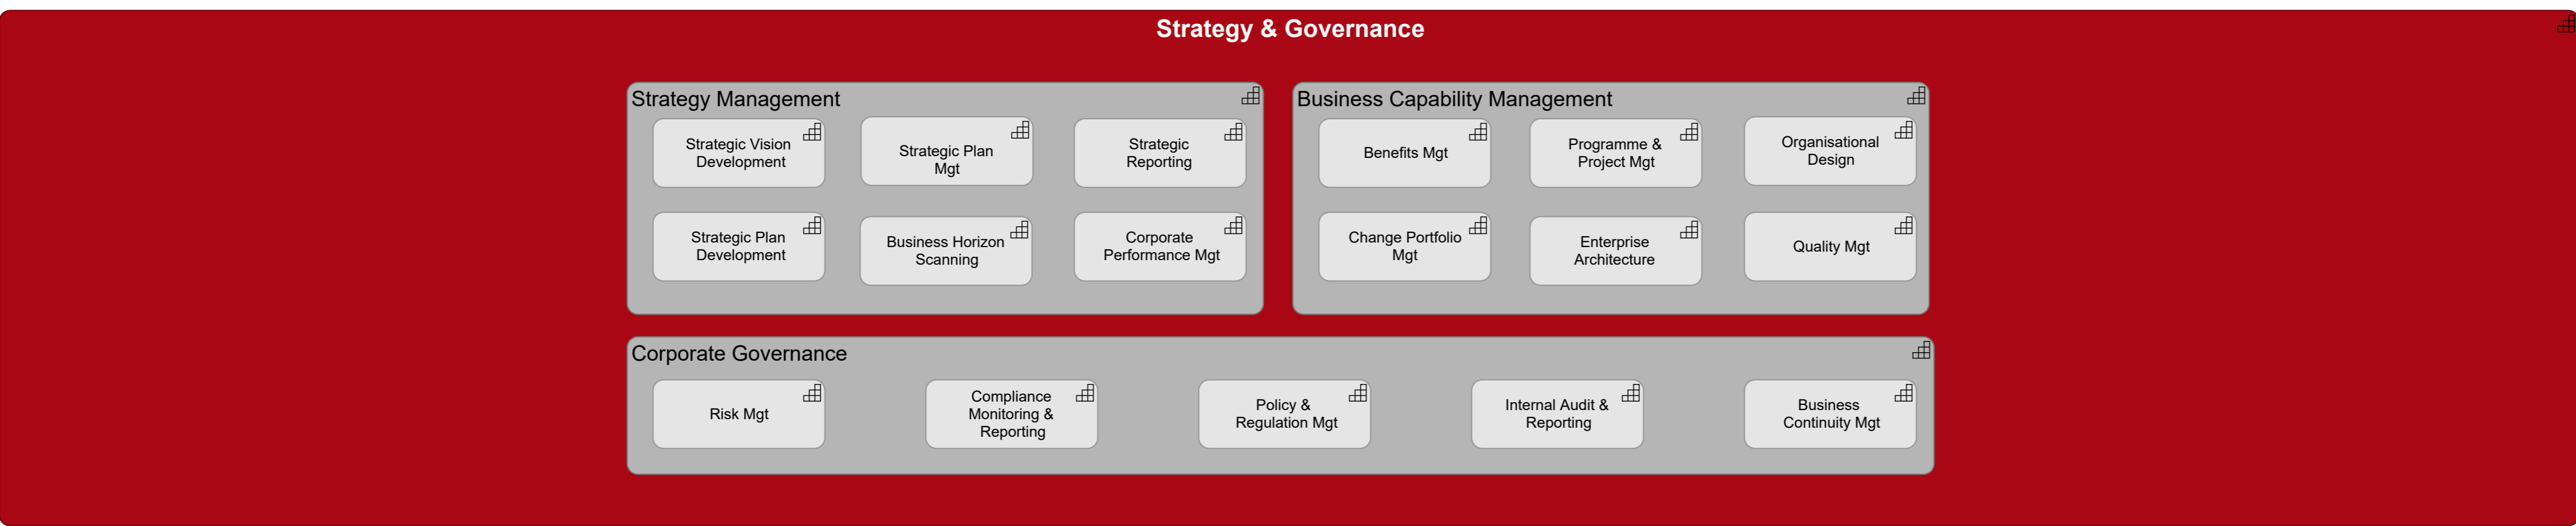 Strategy & Governance
Strategy Management
Strategic Vision
Development
Strategic Plan
Mgt
Strategic
Reporting
Strategic Plan
Development
Business Horizon
Scanning
Corporate
Performance Mgt
Business Capability Management
Benefits Mgt
Programme &
Project Mgt
Organisational
Design
Change Portfolio
Mgt
Enterprise
Architecture
Quality Mgt
Corporate Governance
Risk Mgt
Compliance
Monitoring &
Reporting
Policy &
Regulation Mgt
Internal Audit &
Reporting
Business
Continuity Mgt